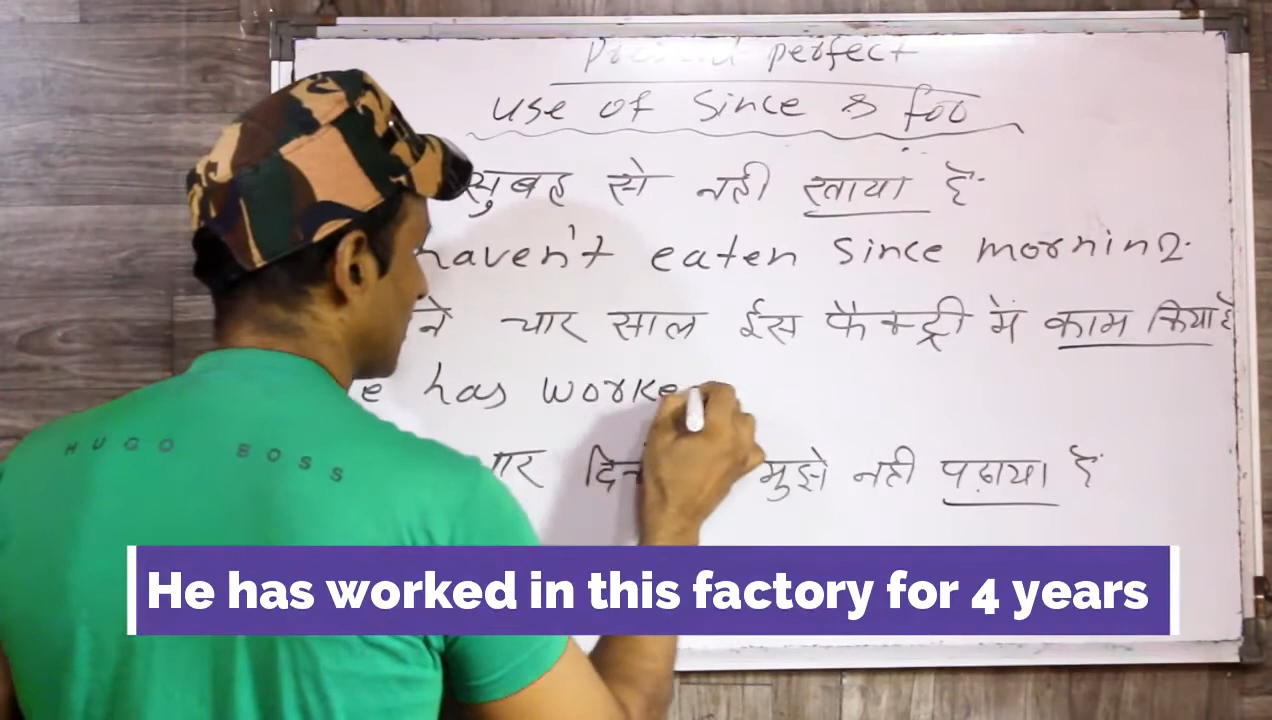 perfect
use of since & for
सुबह से नही खाया है
haven't eaten since morning.
ने चार साल ईस फैक्ट्री में काम किया है
e has worke
दिन मुझे नही पढ़ाया है
HUGO BOSS
He has worked in this factory for 4 years